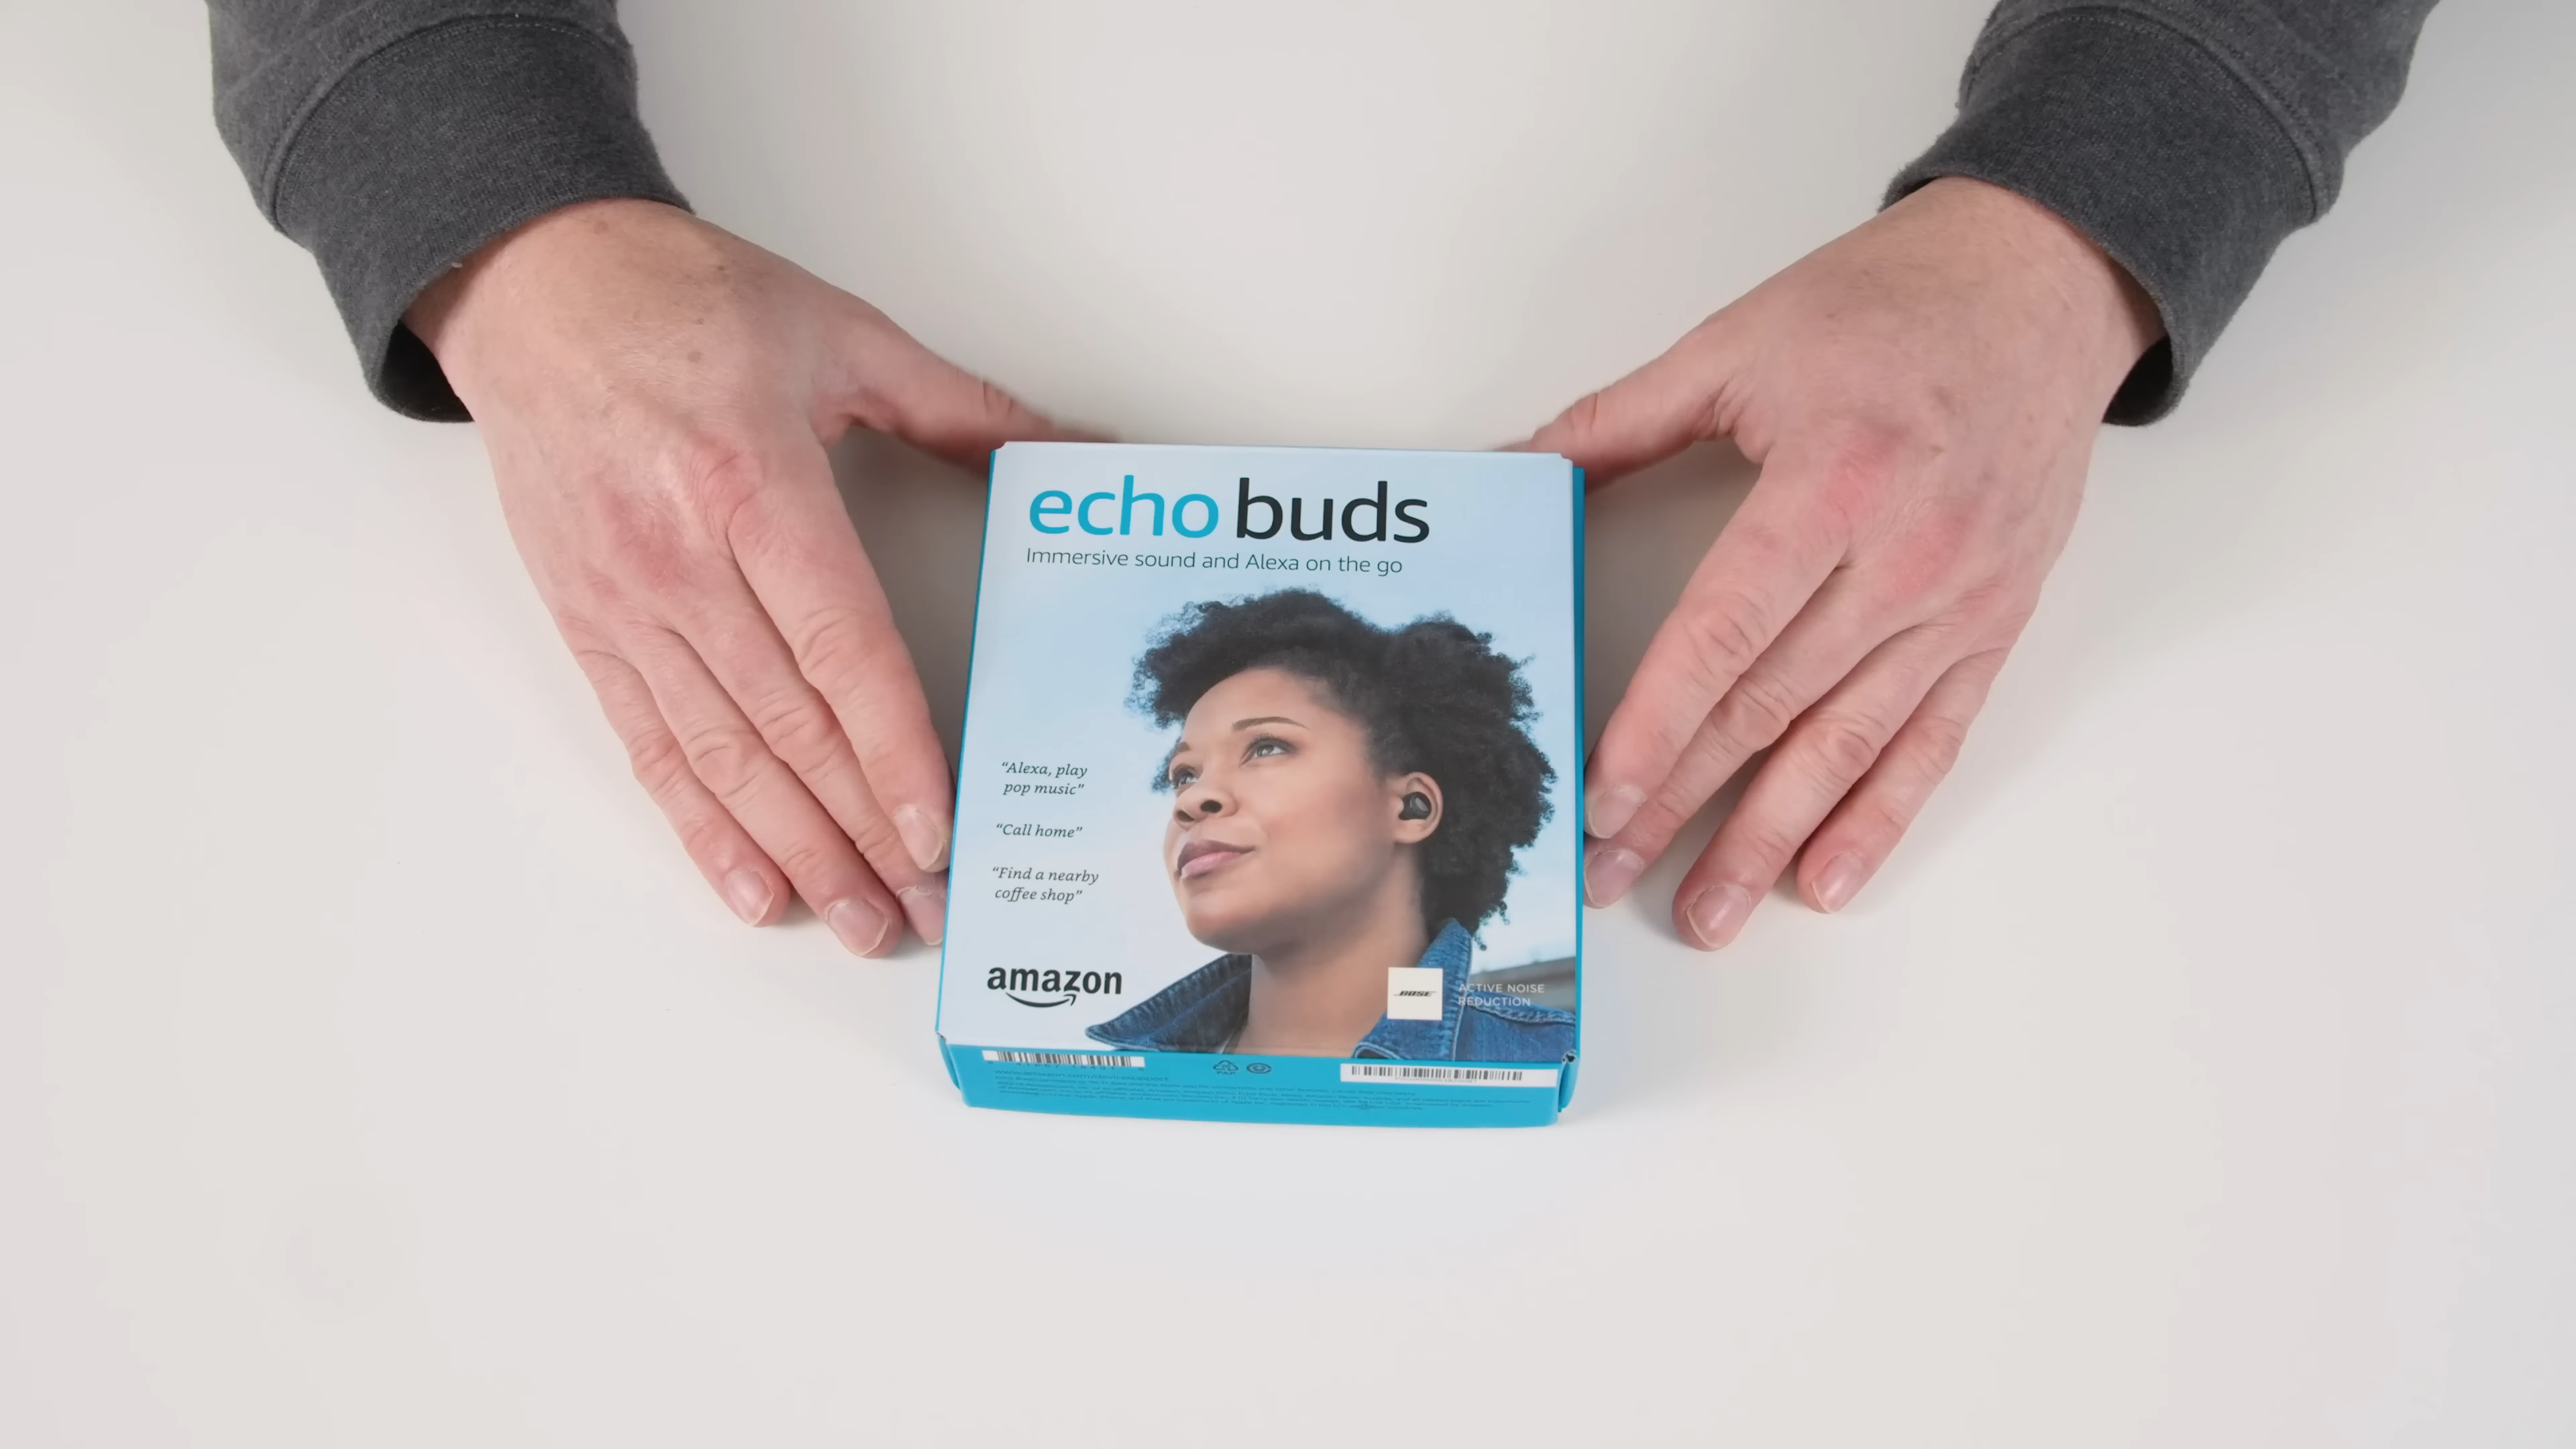 echo buds
Immersive sound and Alexa on the go
“Alexa, play
pop music”
“Call home”
“Find a nearby
coffee shop”
amazon
BOSE
ACTIVE NOISE
REDUCTION
PAP